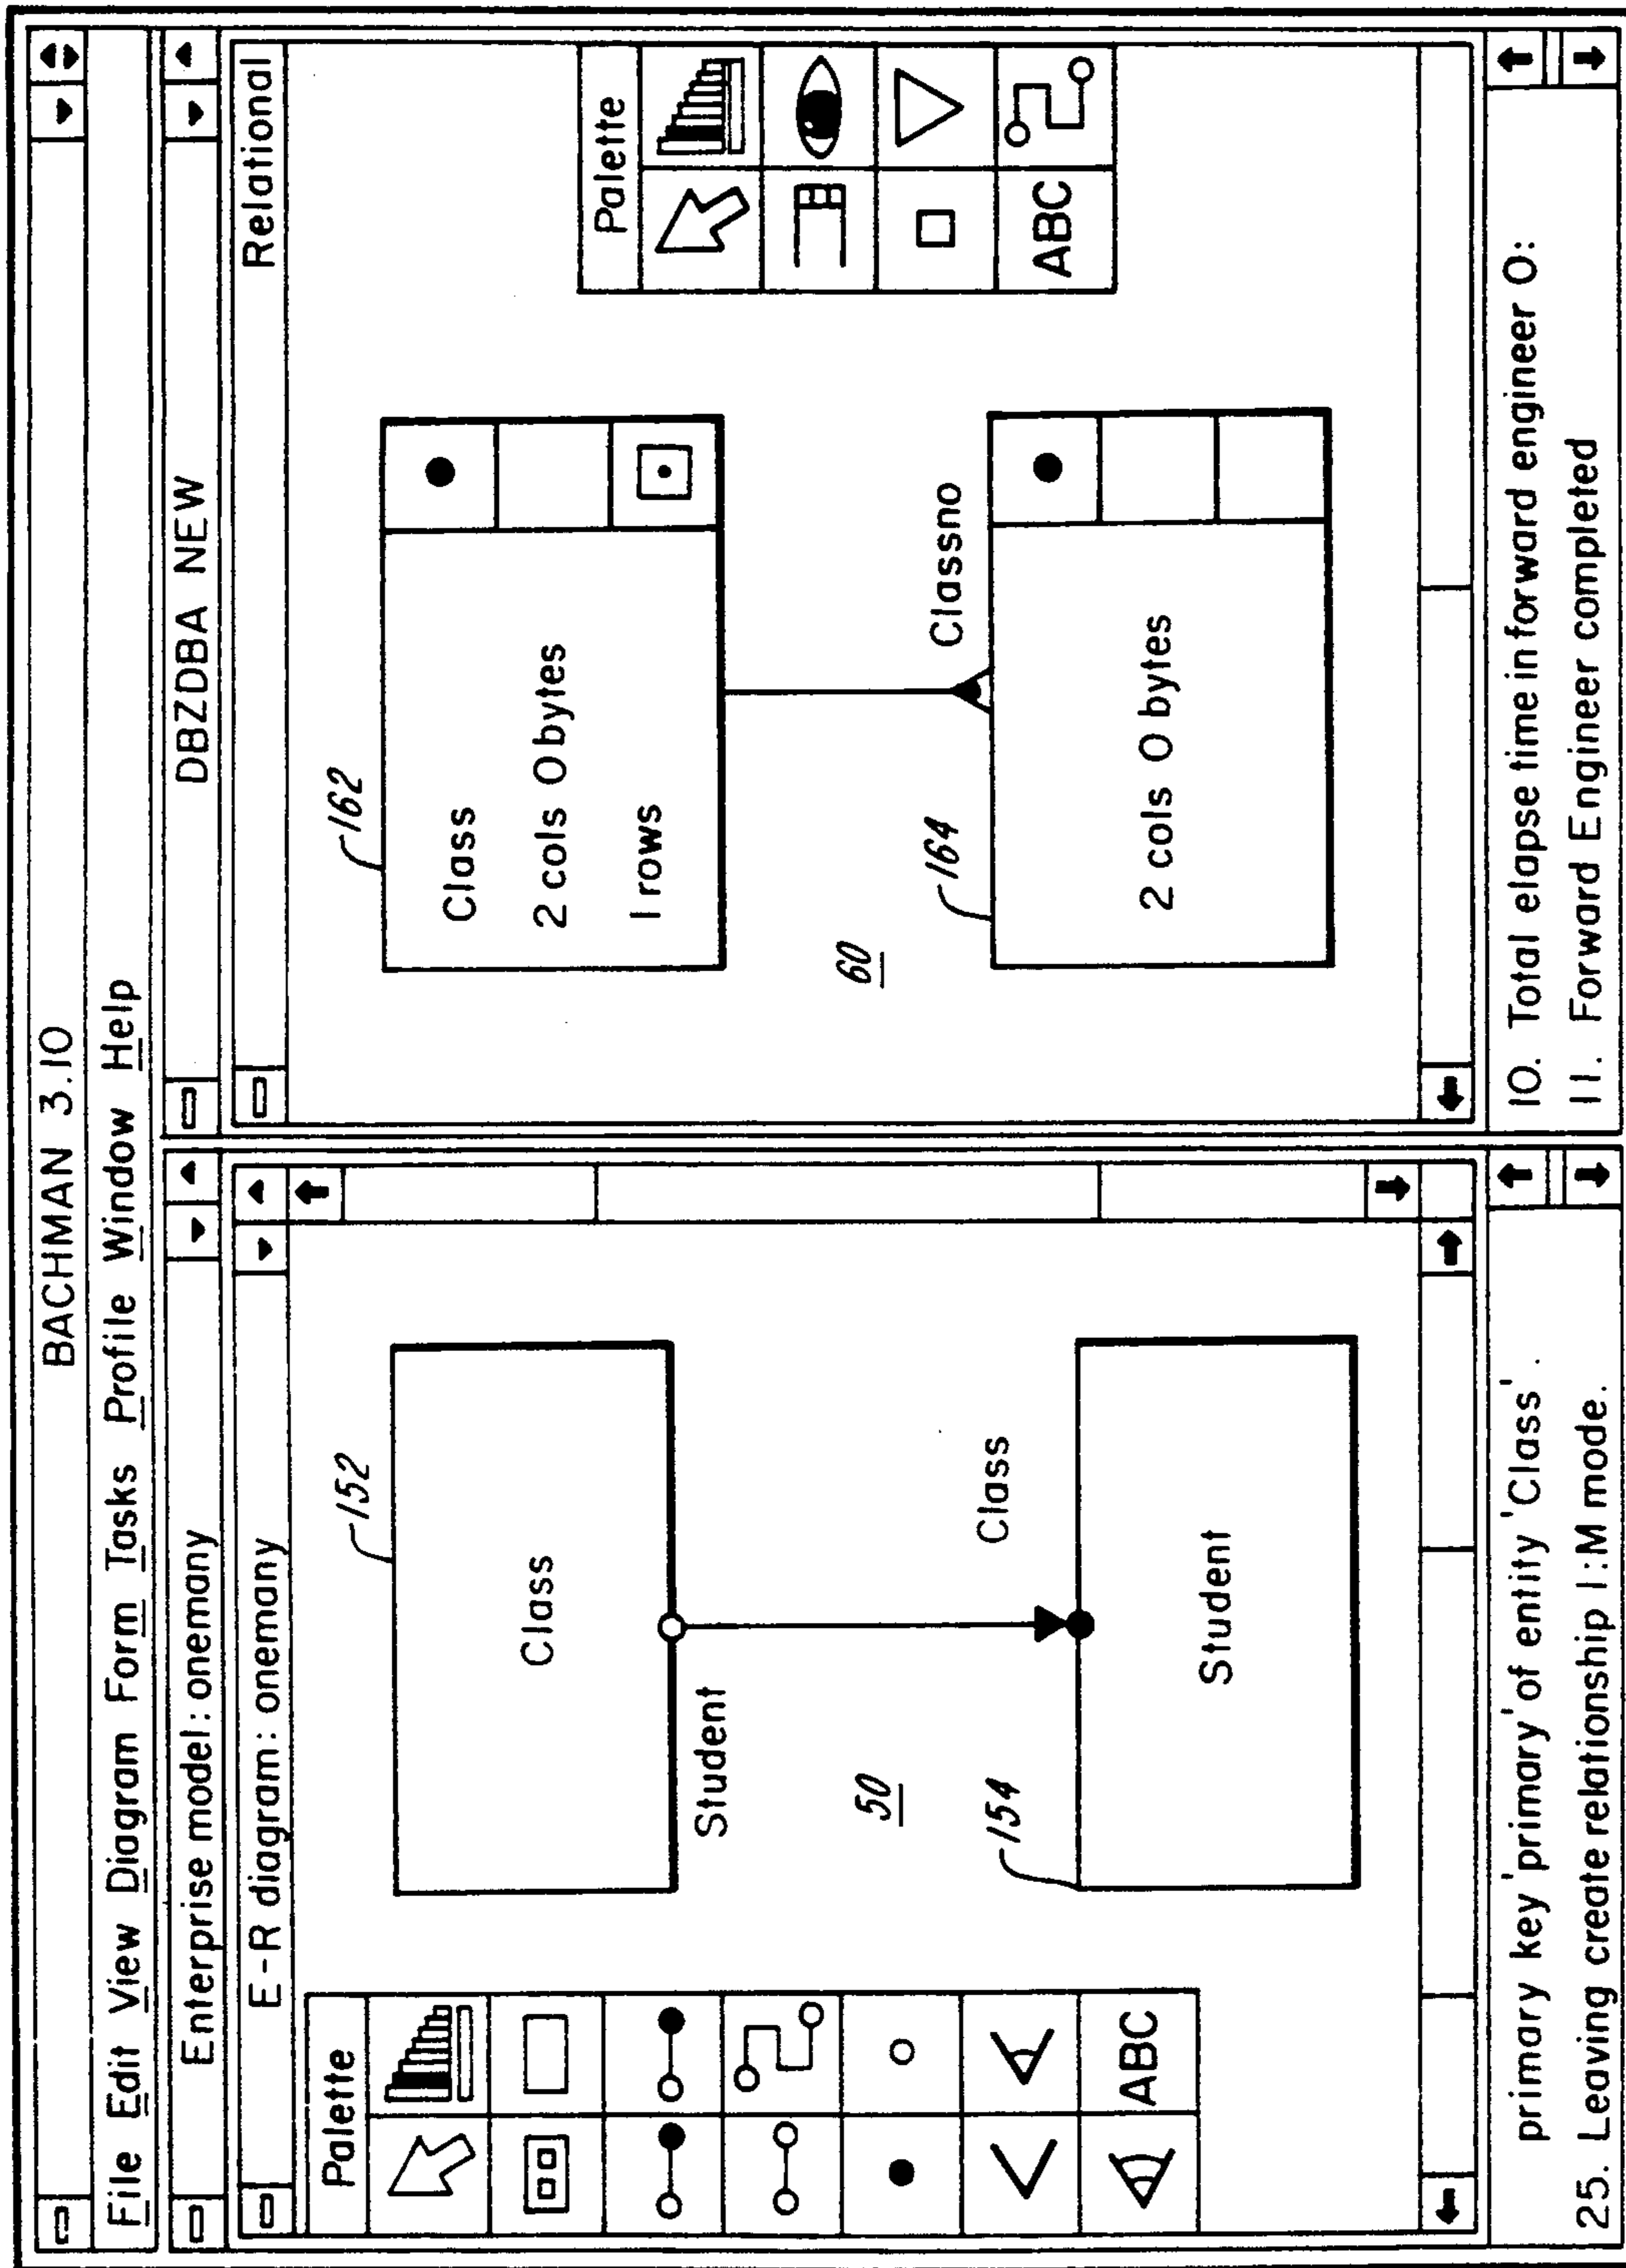 BACHMAN 3.10
File Edit View Diagram Form Tasks Profile Window Help
Enterprise model: onemany
E-R diagram: onemany
Palette
ABC
Class
152
Student
50
Class
154
Student
primary key 'primary' of entity 'Class'.
25. Leaving create relationship 1:M mode.
DBZDBA NEW
Relational
162
Class
2 cols 0 bytes
1 rows
60
Classno
164
2 cols 0 bytes
Palette
ABC
10. Total elapse time in forward engineer 0:
11. Forward Engineer completed